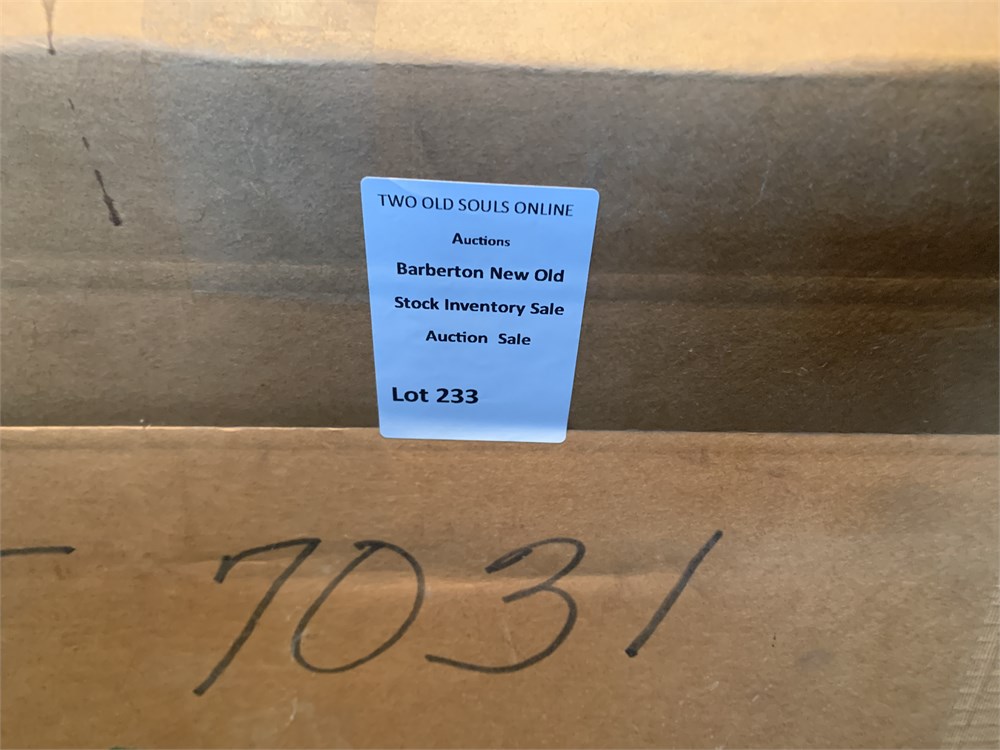 TWO OLD SOULS ONLINE
Auctions
Barberton New Old
Stock Inventory Sale
Auction Sale
Lot 233
7031